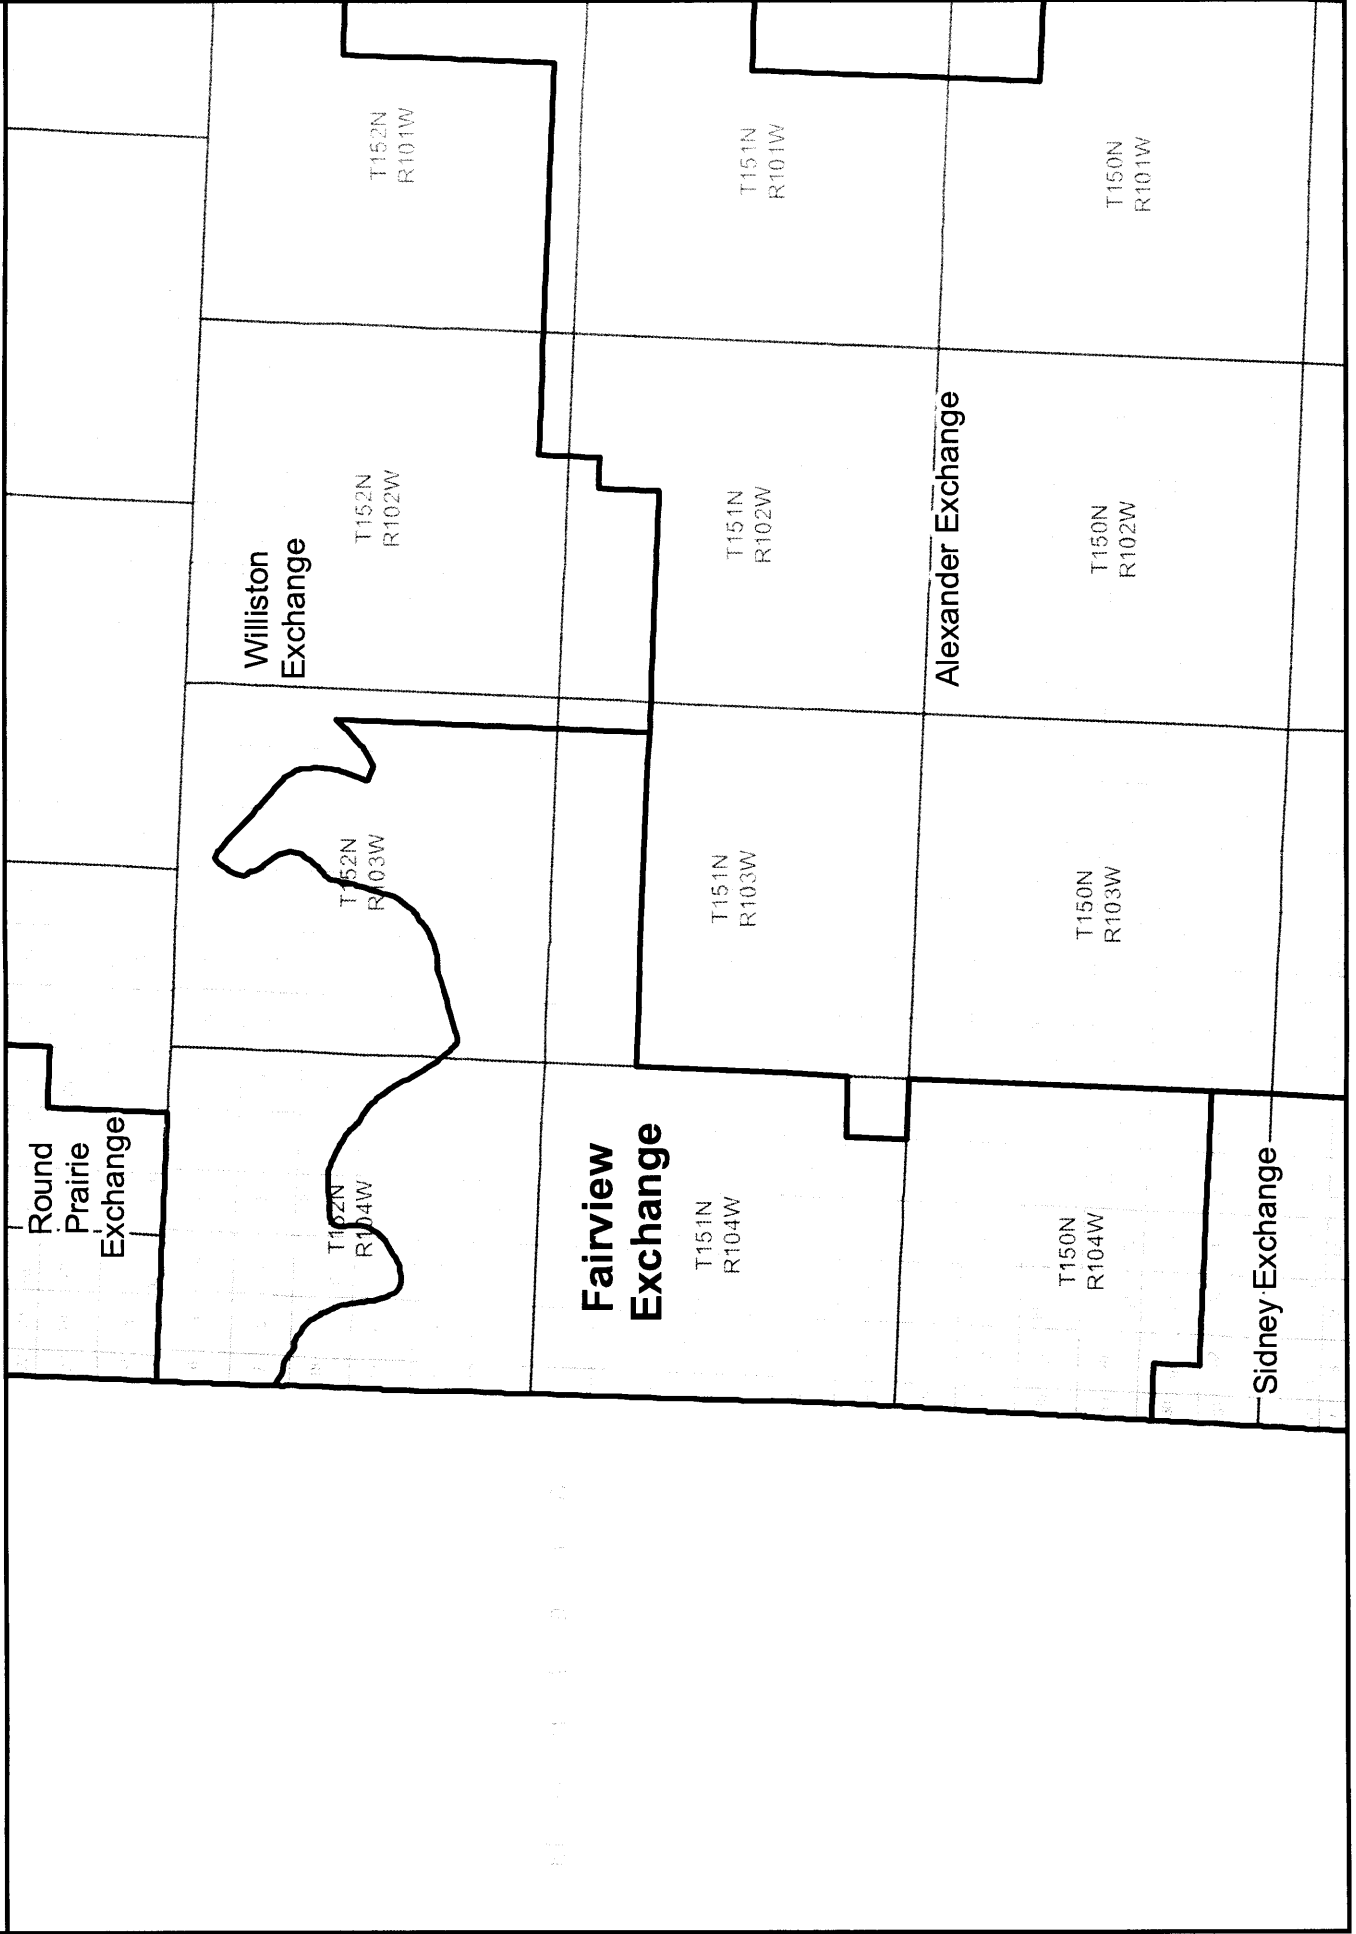 Round
Prairie
Exchange
Williston
Exchange
T152N
R104W
T152N
R103W
T152N
R102W
T152N
R101W
Fairview
Exchange
T151N
R104W
T151N
R103W
T151N
R102W
T151N
R101W
Alexander Exchange
T150N
R104W
T150N
R103W
T150N
R102W
T150N
R101W
Sidney Exchange